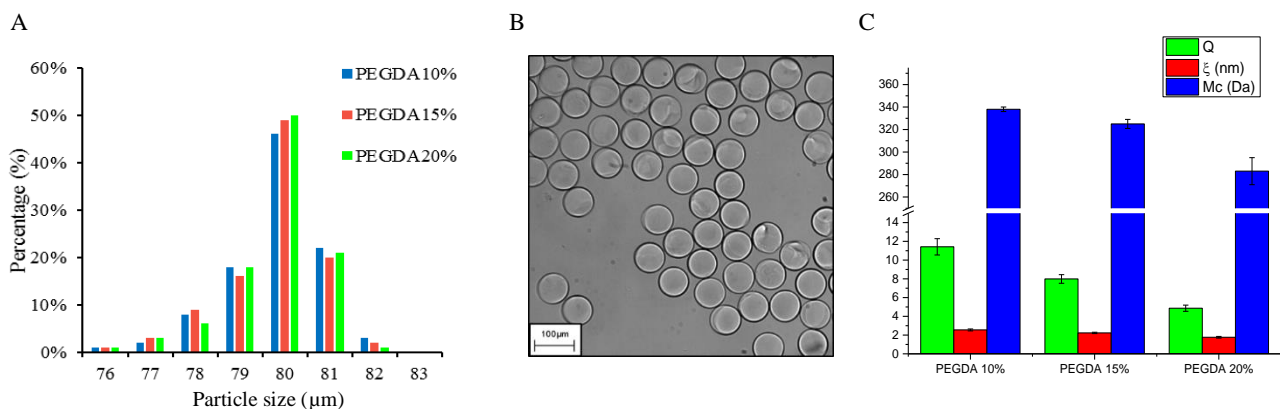 A
60%
50%
40%
30%
20%
10%
0%
Percentage (%)
PEGDA10%
PEGDA15%
PEGDA20%
76 77 78 79 80 81 82 83
Particle size (µm)
B
100µm
C
Q
ξ (nm)
Mc (Da)
340
320
300
280
260
12
10
8
6
4
2
0
PEGDA 10% PEGDA 15% PEGDA 20%